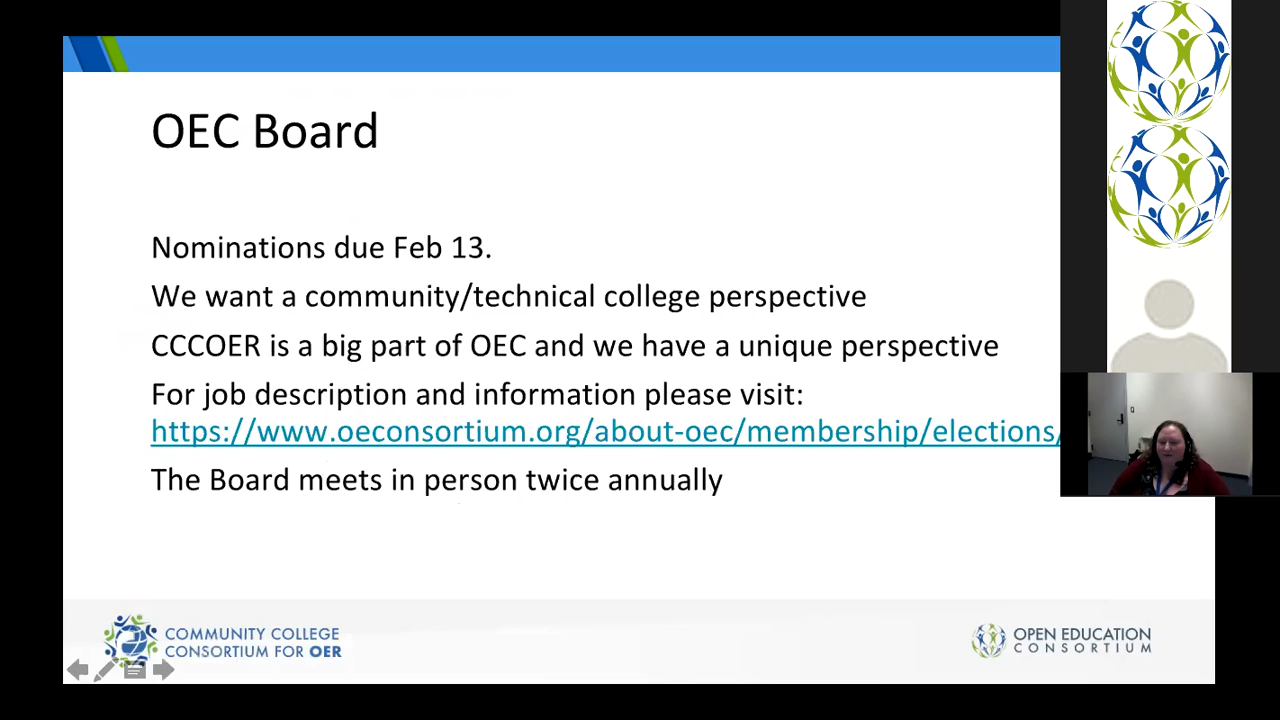 OEC Board
Nominations due Feb 13.
We want a community/technical college perspective
CCCOER is a big part of OEC and we have a unique perspective
For job description and information please visit:
https://www.oeconsortium.org/about-oec/membership/elections/
The Board meets in person twice annually
COMMUNITY COLLEGE
CONSORTIUM FOR OER
OPEN EDUCATION
CONSORTIUM